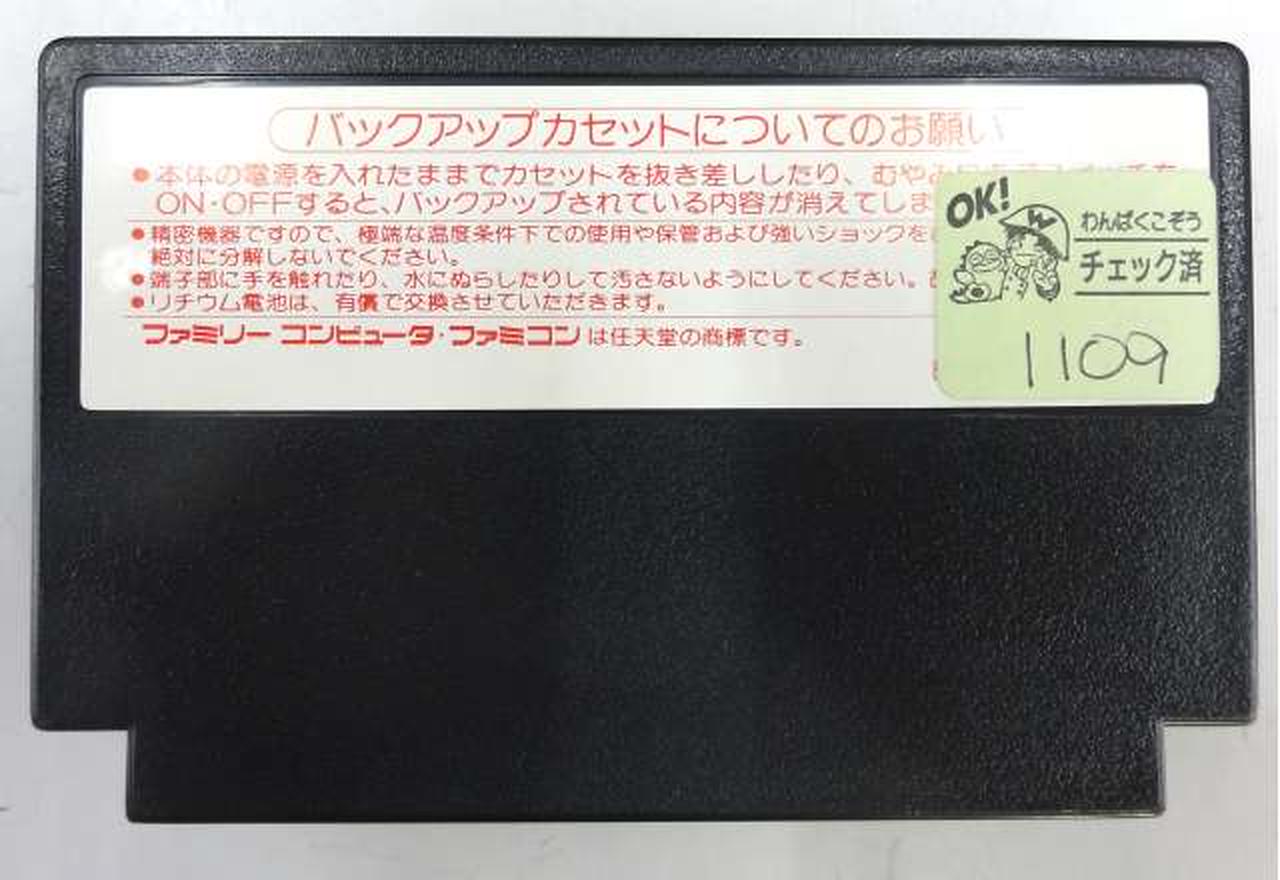 バックアップカセットについてのお願い
●本体の電源を入れたままでカセットを抜き差ししたり、むやみに
ON・OFFすると、バックアップされている内容が消えてしま
●精密機器ですので、極端な温度条件下での使用や保管および強いショックを
絶対に分解しないでください。
●端子部に手を触れたり、水にぬらしたりして汚さないようにしてください。
●リチウム電池は、有償で交換させていただきます。
ファミリー コンピュータ・ファミコンは任天堂の商標です。
OK!
W
わんぱくこぞう
チェック済
1109